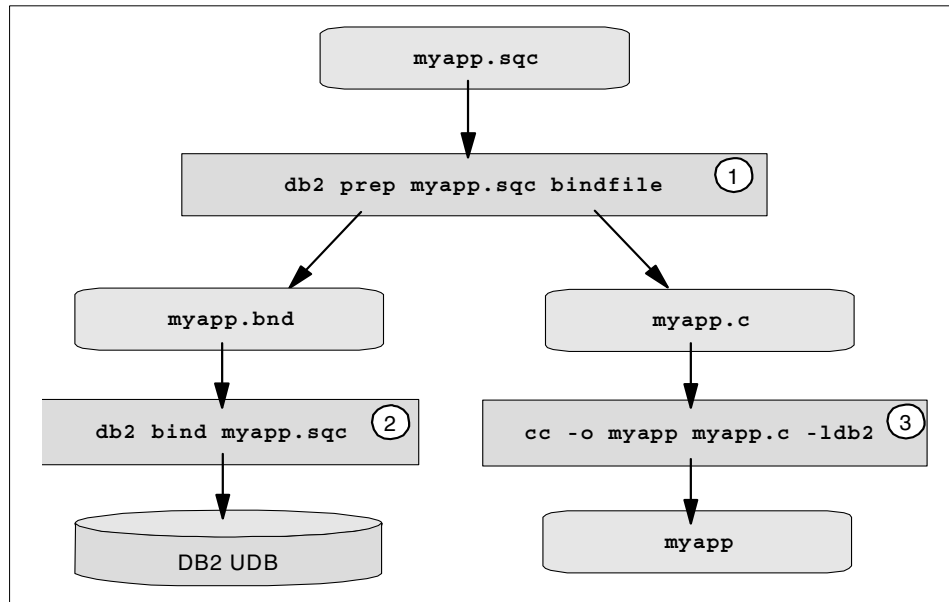 myapp.sqc
db2 prep myapp.sqc bindfile
1
myapp.bnd
myapp.c
db2 bind myapp.sqc
2
cc -o myapp myapp.c -ldb2
3
DB2 UDB
myapp